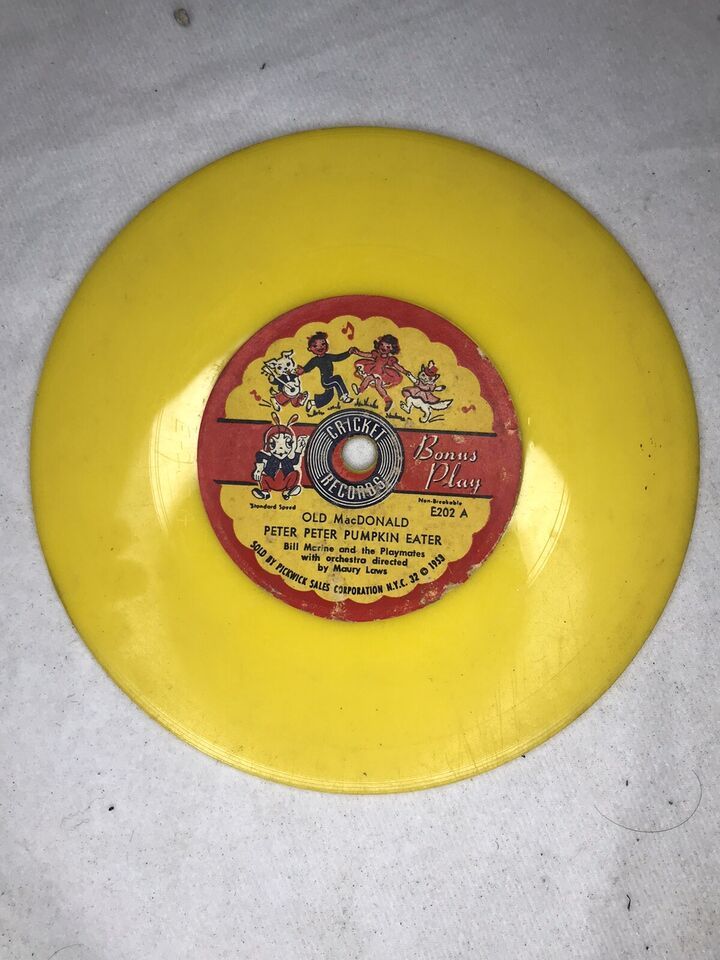 CRICKET
RECORDS
Bonus
Play
Standard Speed
Non-Breakable
E202 A
OLD MacDONALD
PETER PETER PUMPKIN EATER
Bill Marine and the Playmates
with orchestra directed
by Maury Laws
SOLD BY PICKWICK SALES CORPORATION N.Y.C. 32 © 1953